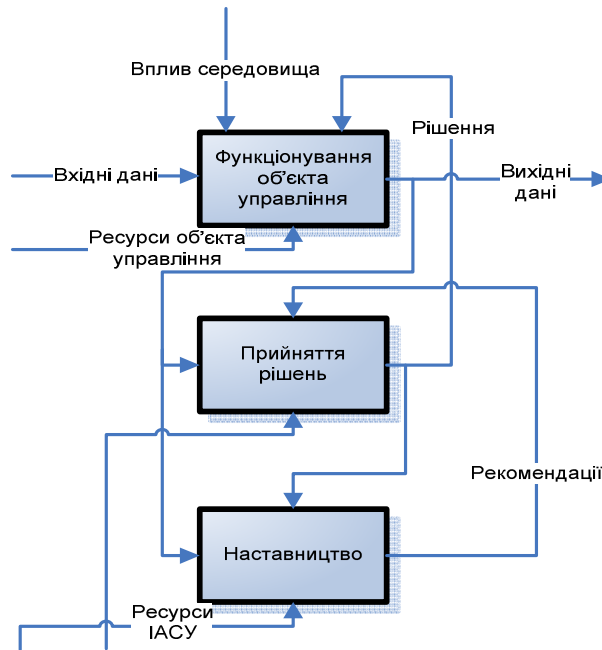 Вплив середовища
Рішення
Функціонування
об'єкта
управління
Вхідні дані
Вихідні
дані
Ресурси об'єкта
управління
Прийняття
рішень
Рекомендації
Наставництво
Ресурси
ІАСУ